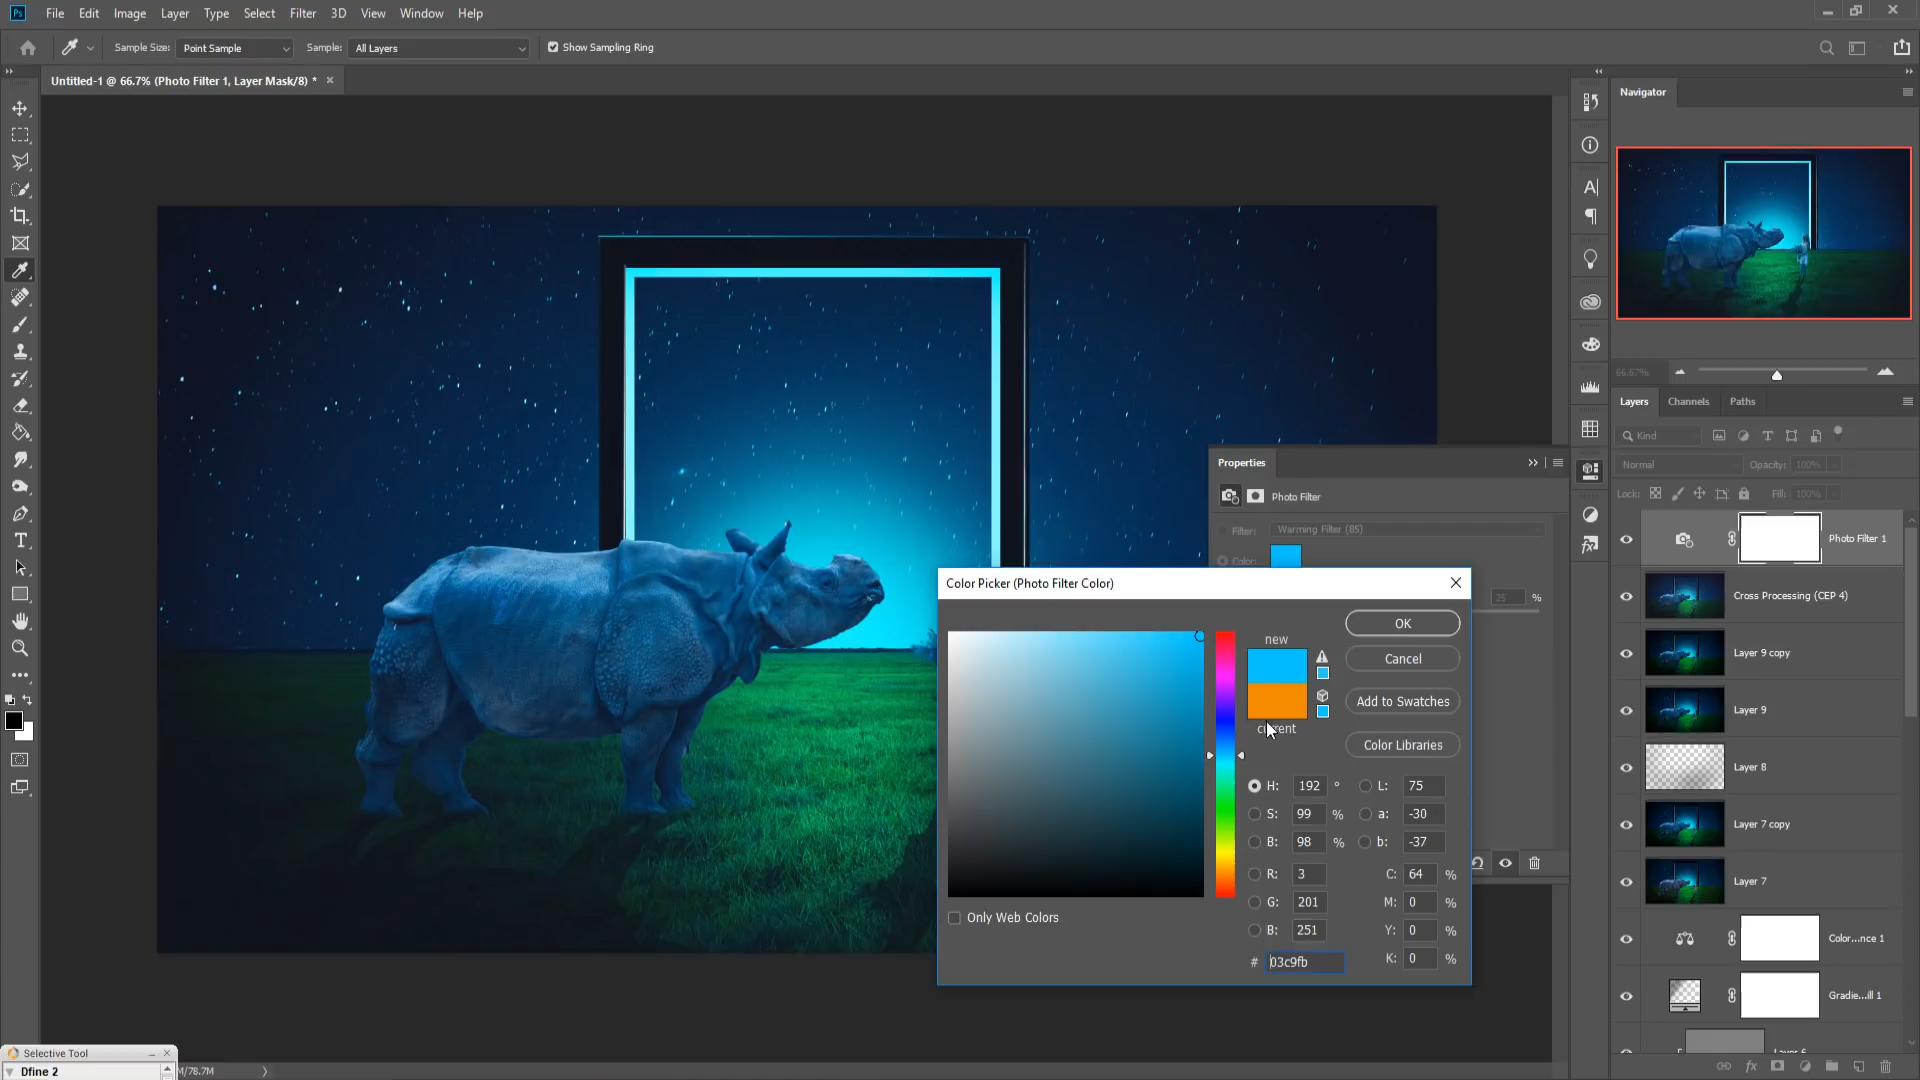 Ps File Edit Image Layer Type Select Filter 3D View Window Help
Sample Size: Point Sample Sample: All Layers Show Sampling Ring
Untitled-1 @ 66.7% (Photo Filter 1, Layer Mask/8) *
Navigator
66.67%
Layers Channels Paths
Kind
Normal Opacity: 100%
Lock: Fill: 100%
Photo Filter 1
Cross Processing (CEP 4)
Layer 9 copy
Layer 9
Layer 8
Layer 7 copy
Layer 7
Color...nce 1
Gradie...ill 1
Layer 6
Properties
Photo Filter
Filter: Warming Filter (85)
Color:
25 %
Color Picker (Photo Filter Color)
new
current
OK
Cancel
Add to Swatches
Color Libraries
H: 192 ° L: 75
S: 99 % a: -30
B: 98 % b: -37
R: 3 C: 64 %
G: 201 M: 0 %
B: 251 Y: 0 %
# 03c9fb K: 0 %
Only Web Colors
Selective Tool
Dfine 2
M/78.7M